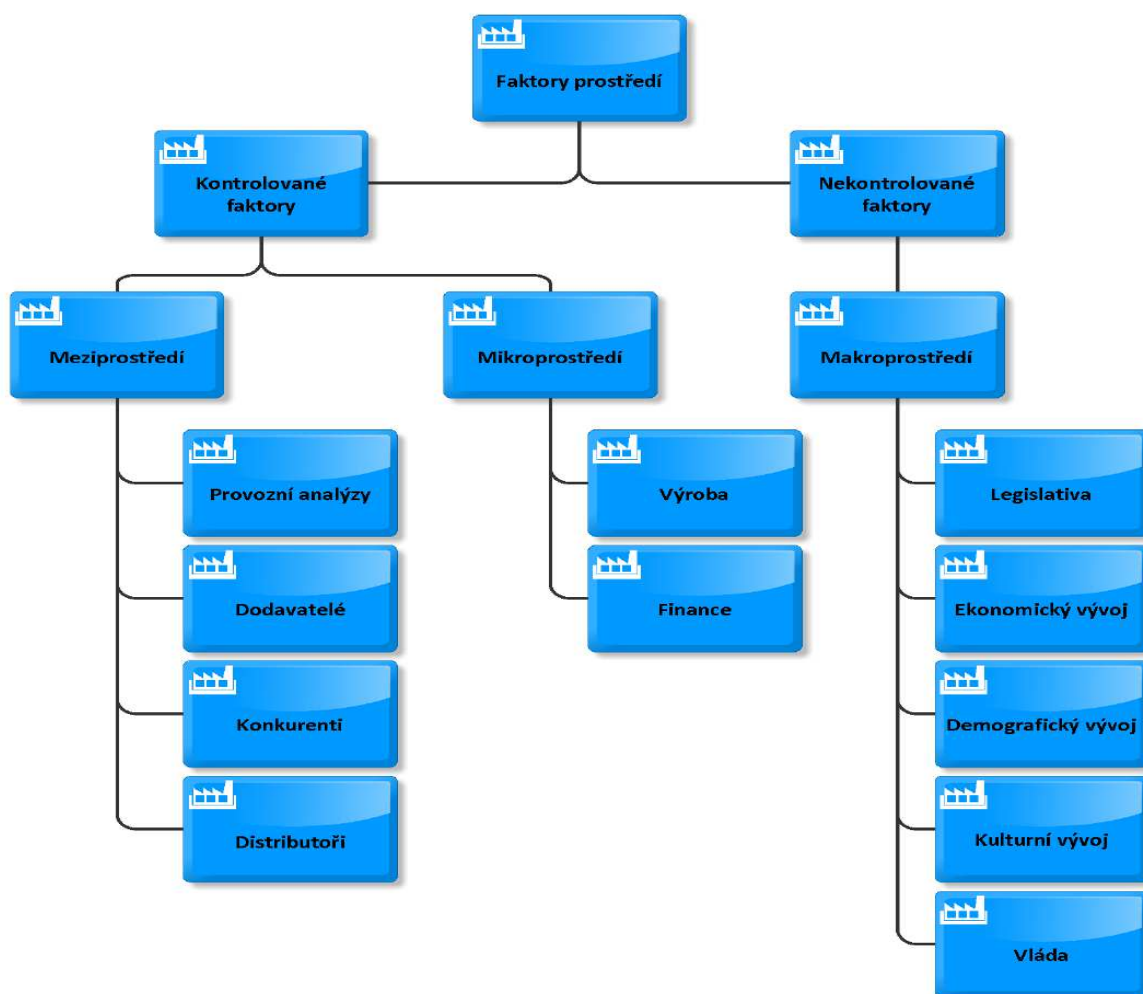 Faktory prostředí
Kontrolované
faktory
Nekontrolované
faktory
Meziprostředí
Mikroprostředí
Makroprostředí
Provozní analýzy
Výroba
Legislativa
Dodavatelé
Finance
Ekonomický vývoj
Konkurenti
Demografický vývoj
Distributoři
Kulturní vývoj
Vláda